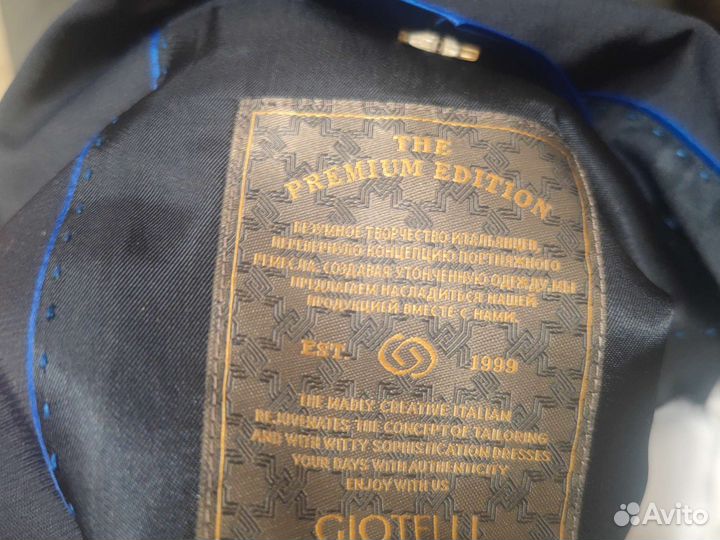 THE
PREMIUM EDITION
БЕЗУМНОЕ ТВОРЧЕСТВО ИТАЛЬЯНЦЕВ,
ПЕРЕВЕРНУЛО КОНЦЕПЦИЮ ПОРТНЯЖНОГО
РЕМЕСЛА, СОЗДАВАЯ УТОНЧЕННУЮ ОДЕЖДУ, МЫ
ПРЕДЛАГАЕМ НАСЛАДИТЬСЯ НАШЕЙ
ПРОДУКЦИЕЙ ВМЕСТЕ С НАМИ.
EST. 1999
THE MADLY CREATIVE ITALIAN
REJUVENATES THE CONCEPT OF TAILORING
AND WITH WITTY SOPHISTICATION DRESSES
YOUR DAYS WITH AUTHENTICITY
ENJOY WITH US
GIOTELLI
Avito